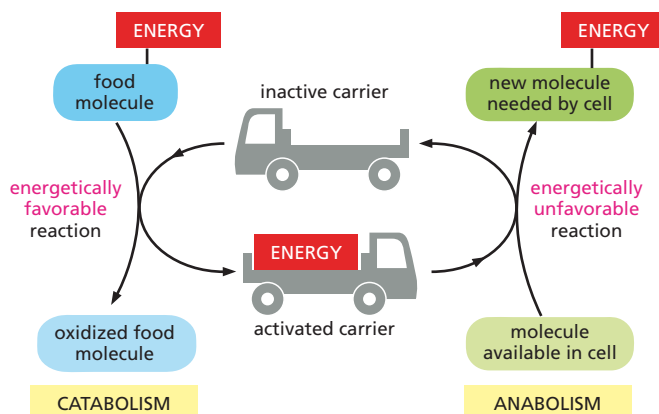 ENERGY
food
molecule
inactive carrier
ENERGY
new molecule
needed by cell
energetically
favorable
reaction
ENERGY
activated carrier
energetically
unfavorable
reaction
oxidized food
molecule
molecule
available in cell
CATABOLISM
ANABOLISM